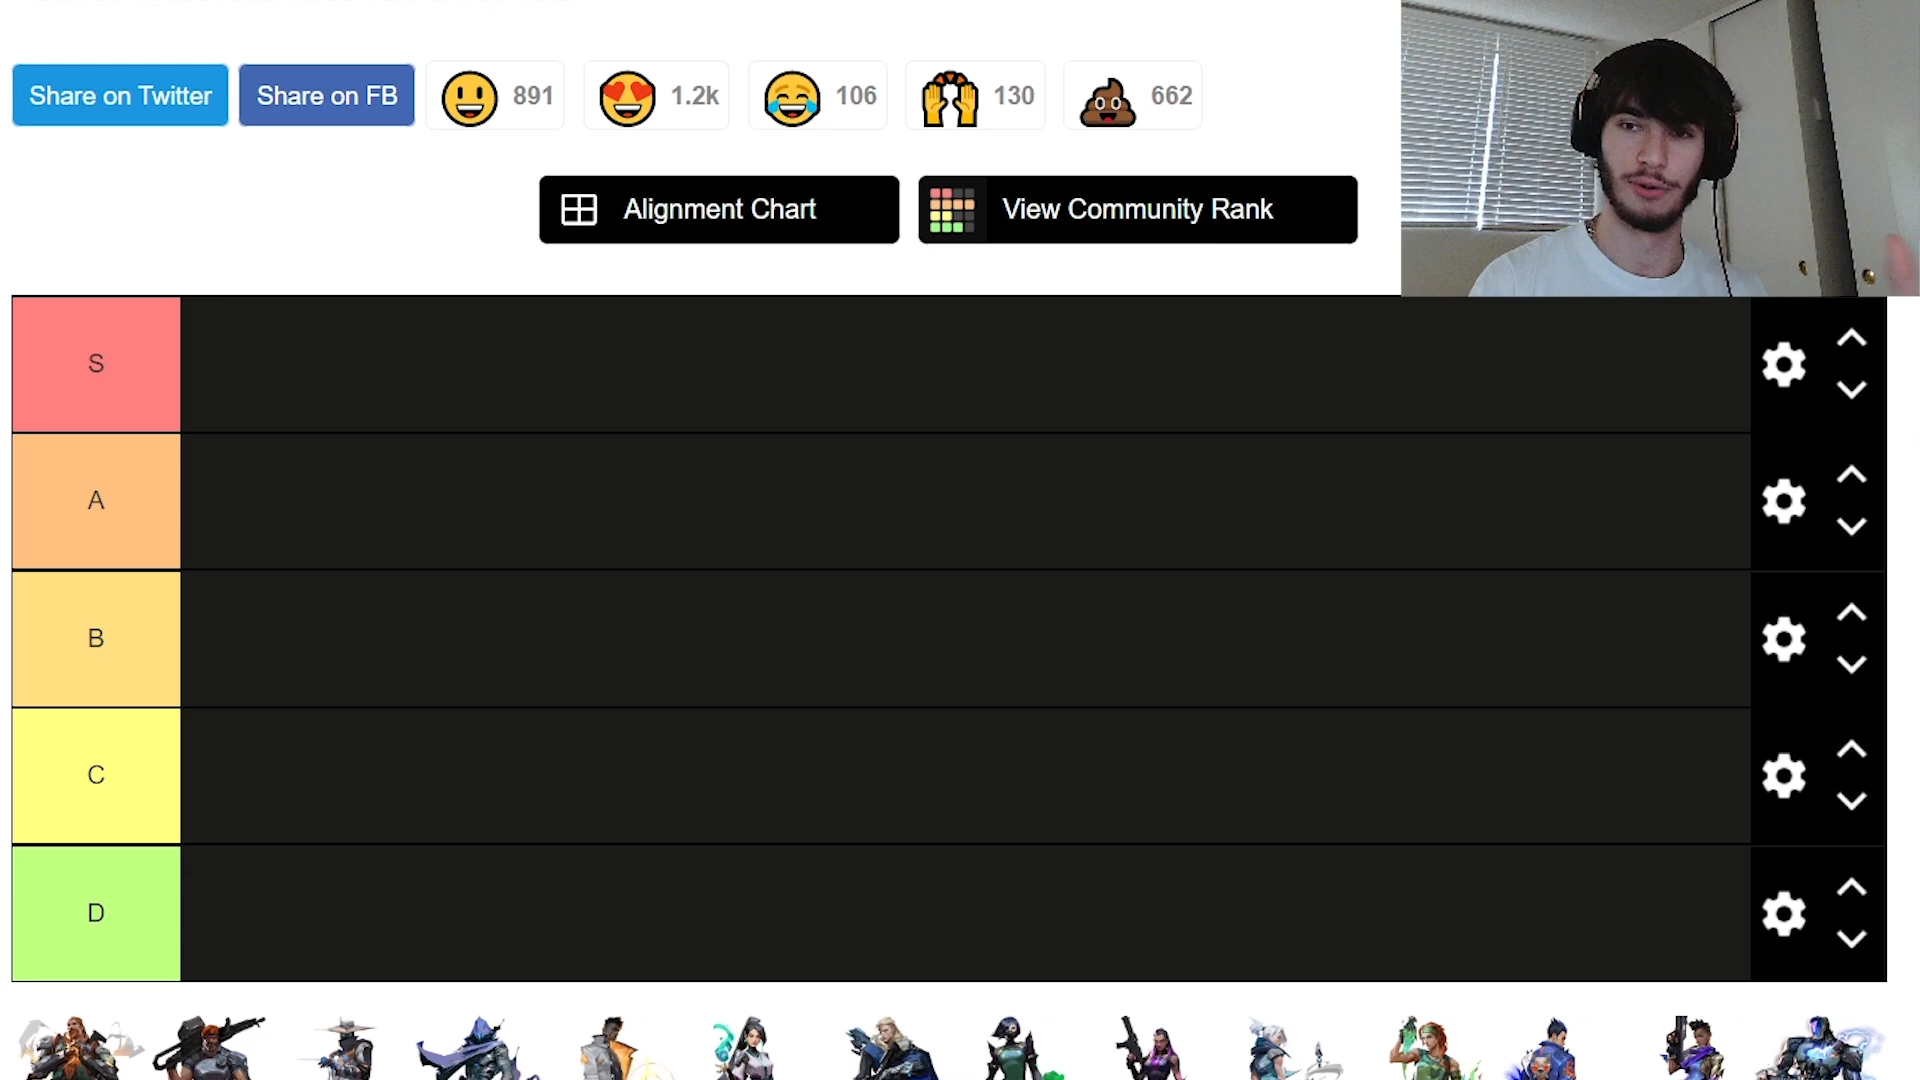 Share on Twitter Share on FB 891 1.2k 106 130 662
Alignment Chart View Community Rank
S
A
B
C
D